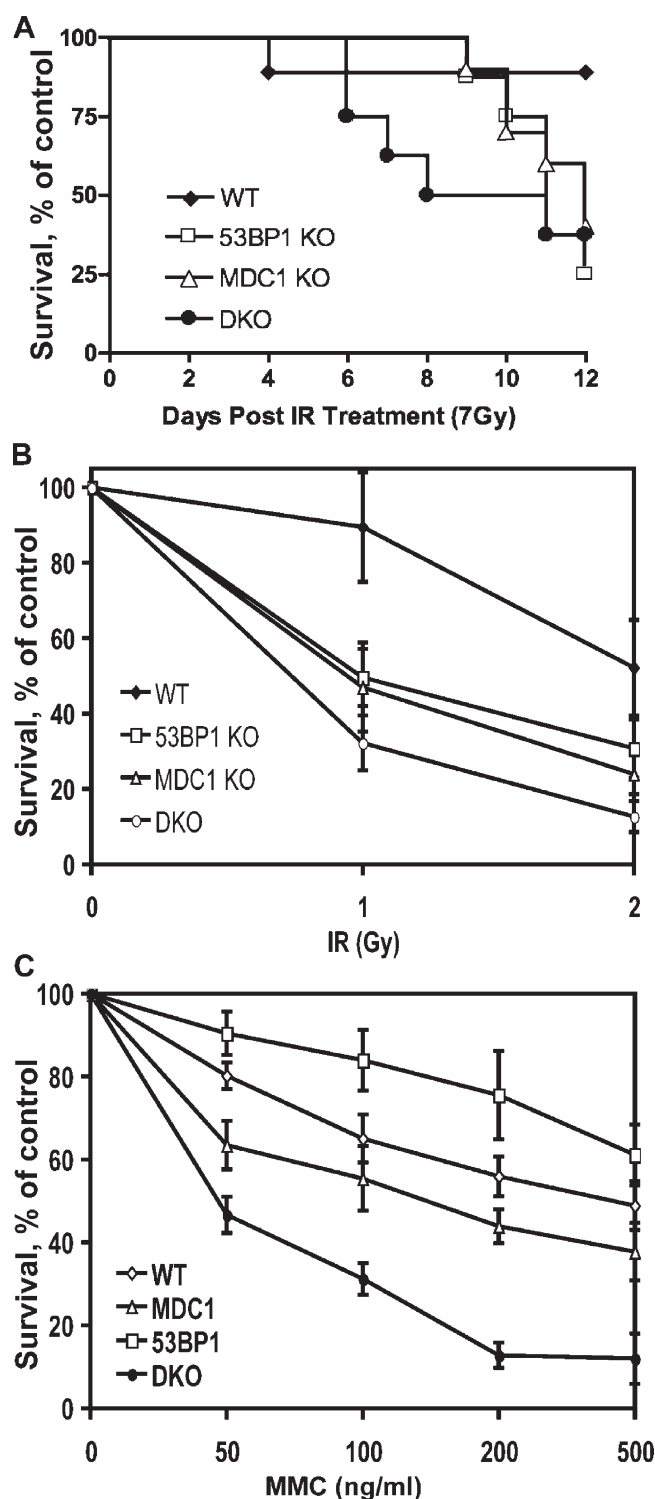 A
Survival, % of control
100
75
50
25
0
WT
53BP1 KO
MDC1 KO
DKO
0 2 4 6 8 10 12
Days Post IR Treatment (7Gy)
B
Survival, % of control
100
80
60
40
20
0
WT
53BP1 KO
MDC1 KO
DKO
0 1 2
IR (Gy)
C
Survival, % of control
100
80
60
40
20
0
WT
MDC1
53BP1
DKO
0 50 100 200 500
MMC (ng/ml)